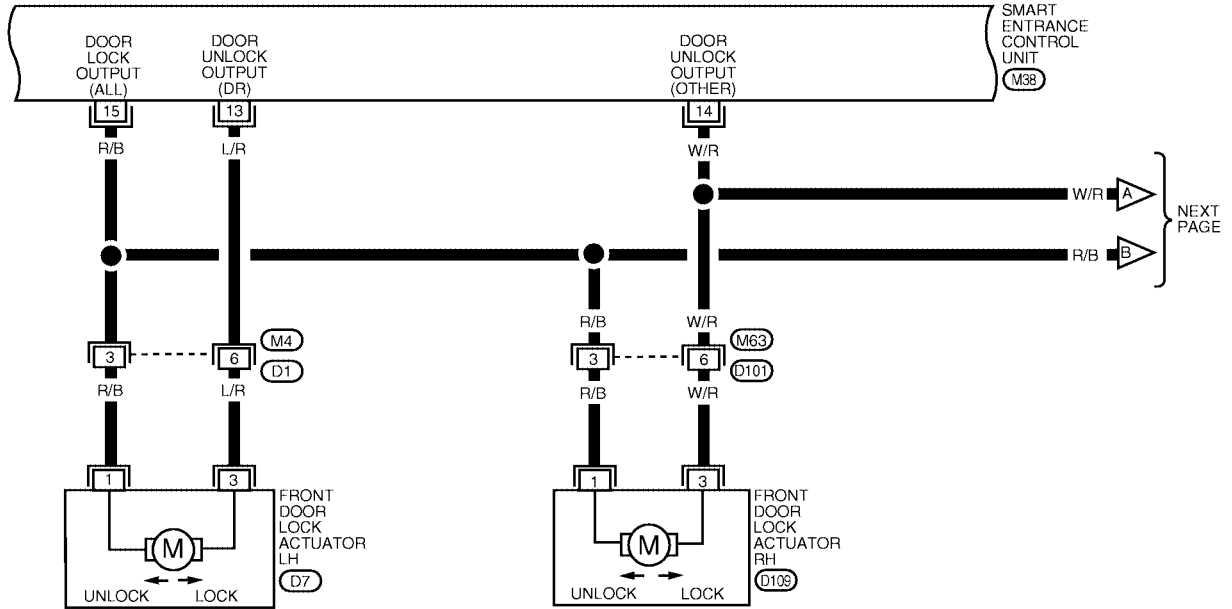 SMART
ENTRANCE
CONTROL
UNIT
M38
DOOR
LOCK
OUTPUT
(ALL)
DOOR
UNLOCK
OUTPUT
(DR)
DOOR
UNLOCK
OUTPUT
(OTHER)
15
13
14
R/B
L/R
W/R
W/R
A
R/B
B
NEXT
PAGE
R/B
W/R
3
6
M4
D1
3
6
M63
D101
R/B
L/R
R/B
W/R
1
3
1
3
FRONT
DOOR
LOCK
ACTUATOR
LH
D7
M
UNLOCK
LOCK
FRONT
DOOR
LOCK
ACTUATOR
RH
D109
M
UNLOCK
LOCK